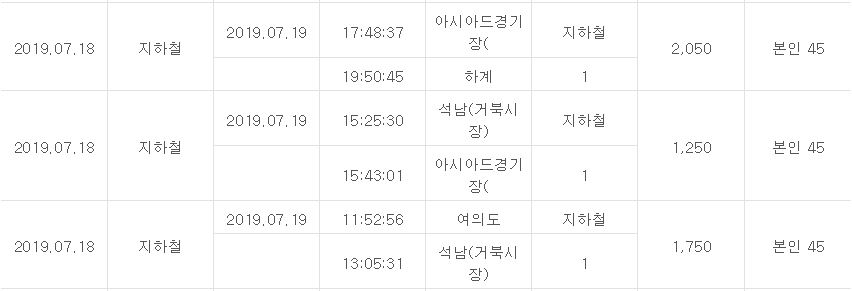 2019.07.18 지하철 2019.07.19 17:48:37 아시아드경기장( 지하철 2,050 본인 45
19:50:45 하계 1
2019.07.18 지하철 2019.07.19 15:25:30 석남(거북시장) 지하철 1,250 본인 45
15:43:01 아시아드경기장( 1
2019.07.18 지하철 2019.07.19 11:52:56 여의도 지하철 1,750 본인 45
13:05:31 석남(거북시장) 1